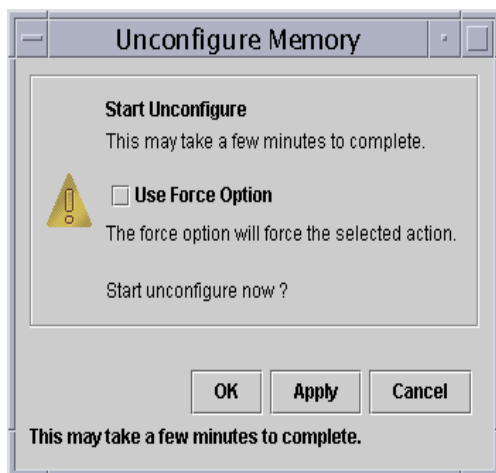 Unconfigure Memory
Start Unconfigure
This may take a few minutes to complete.
Use Force Option
The force option will force the selected action.
Start unconfigure now ?
OK Apply Cancel
This may take a few minutes to complete.